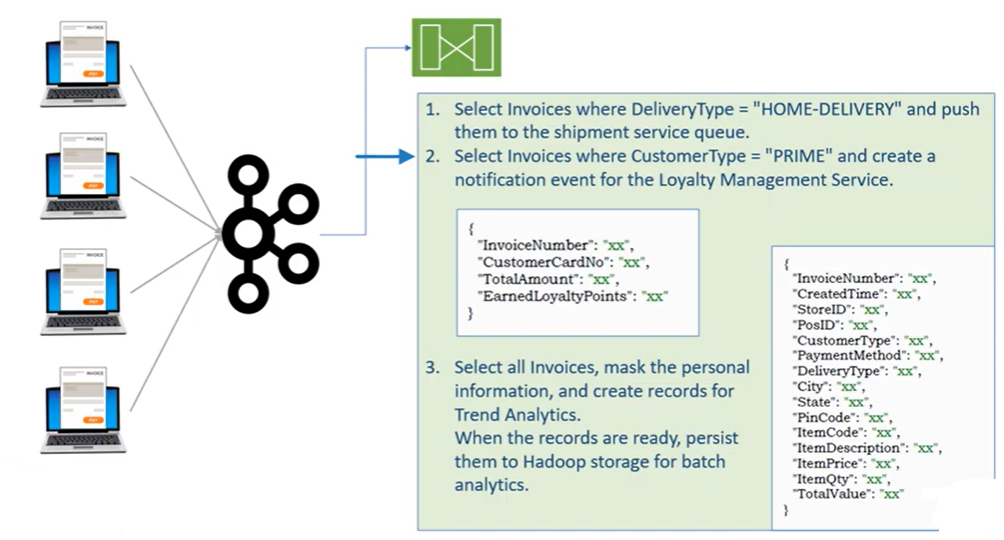 INVOICE
PAY
INVOICE
PAY
INVOICE
PAY
INVOICE
PAY
1. Select Invoices where DeliveryType = "HOME-DELIVERY" and push
them to the shipment service queue.
2. Select Invoices where CustomerType = "PRIME" and create a
notification event for the Loyalty Management Service.
{
"InvoiceNumber": "xx",
"CustomerCardNo": "xx",
"TotalAmount": "xx",
"EarnedLoyaltyPoints": "xx"
}
3. Select all Invoices, mask the personal
information, and create records for
Trend Analytics.
When the records are ready, persist
them to Hadoop storage for batch
analytics.
{
"InvoiceNumber": "xx",
"CreatedTime": "xx",
"StoreID": "xx",
"PosID": "xx",
"CustomerType": "xx",
"PaymentMethod": "xx",
"DeliveryType": "xx",
"City": "xx",
"State": "xx",
"PinCode": "xx",
"ItemCode": "xx",
"ItemDescription": "xx",
"ItemPrice": "xx",
"ItemQty": "xx",
"TotalValue": "xx"
}